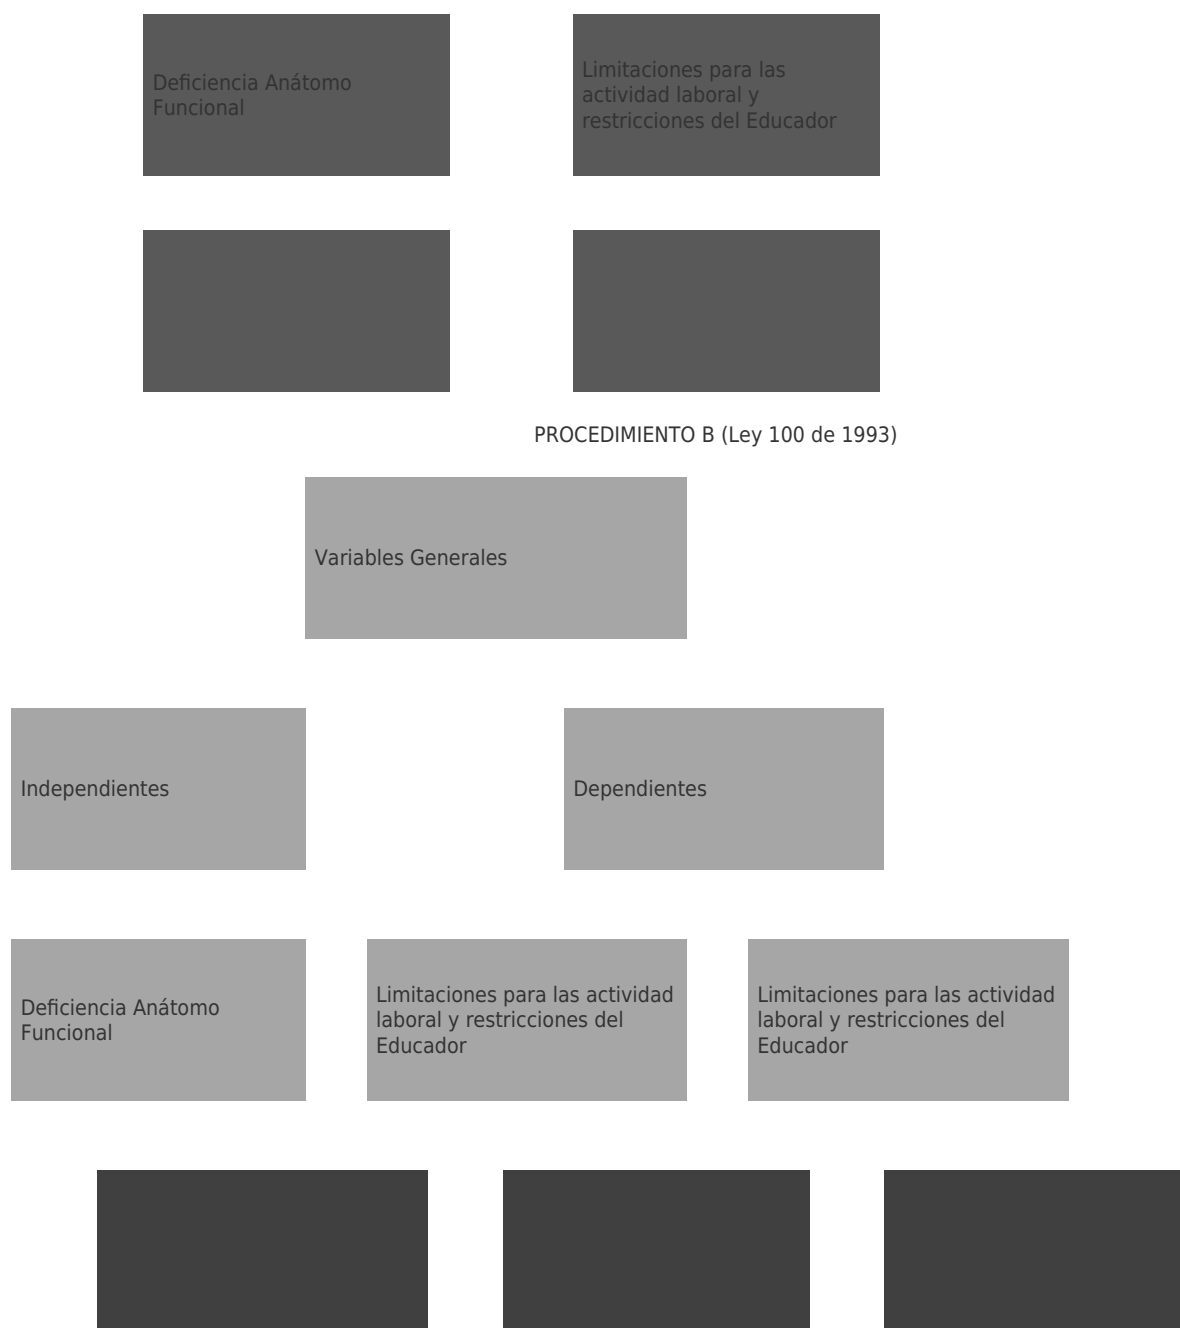 Deficiencia Anátomo
Funcional
Limitaciones para las
actividad laboral y
restricciones del Educador
PROCEDIMIENTO B (Ley 100 de 1993)
Variables Generales
Independientes
Dependientes
Deficiencia Anátomo
Funcional
Limitaciones para las actividad
laboral y restricciones del
Educador
Limitaciones para las actividad
laboral y restricciones del
Educador